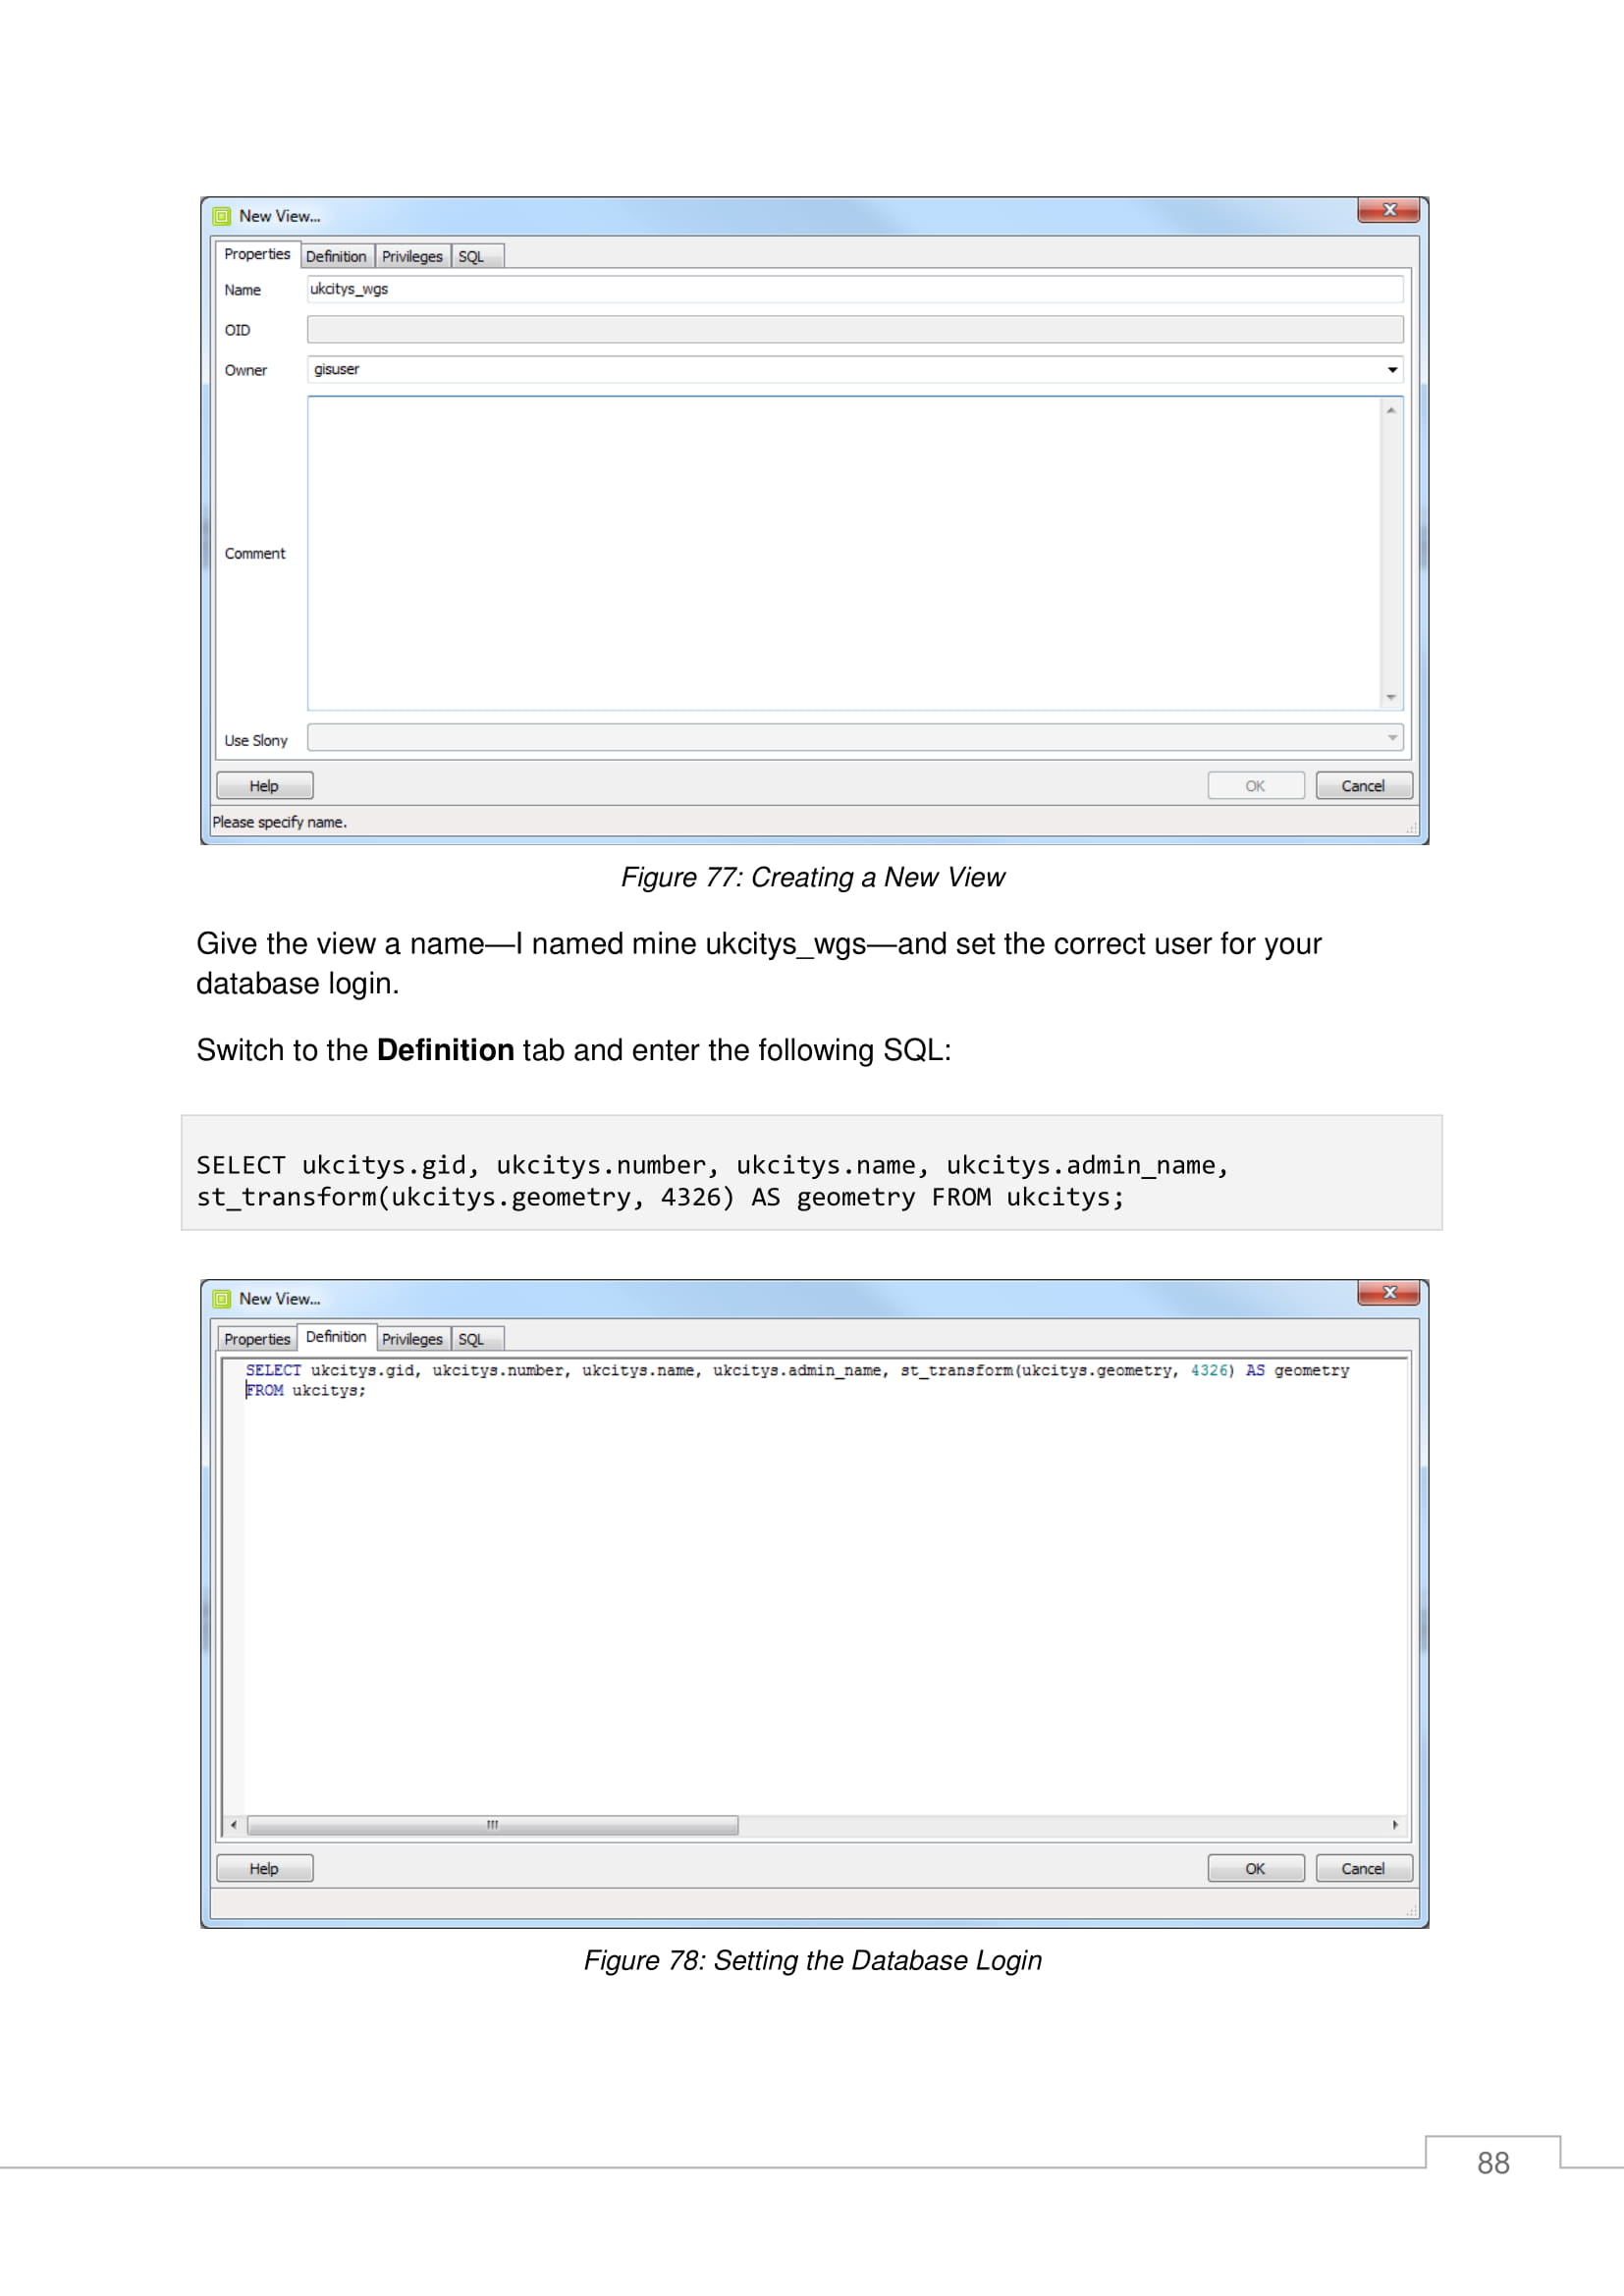 New View...
Properties Definition Privileges SQL
Name ukcitys_wgs
OID
Owner gisuser
Comment
Use Slony
Help OK Cancel
Please specify name.
Figure 77: Creating a New View
Give the view a name—I named mine ukcitys_wgs—and set the correct user for your
database login.
Switch to the Definition tab and enter the following SQL:
SELECT ukcitys.gid, ukcitys.number, ukcitys.name, ukcitys.admin_name,
st_transform(ukcitys.geometry, 4326) AS geometry FROM ukcitys;
New View...
Properties Definition Privileges SQL
SELECT ukcitys.gid, ukcitys.number, ukcitys.name, ukcitys.admin_name, st_transform(ukcitys.geometry, 4326) AS geometry
FROM ukcitys;
Help OK Cancel
Figure 78: Setting the Database Login
88